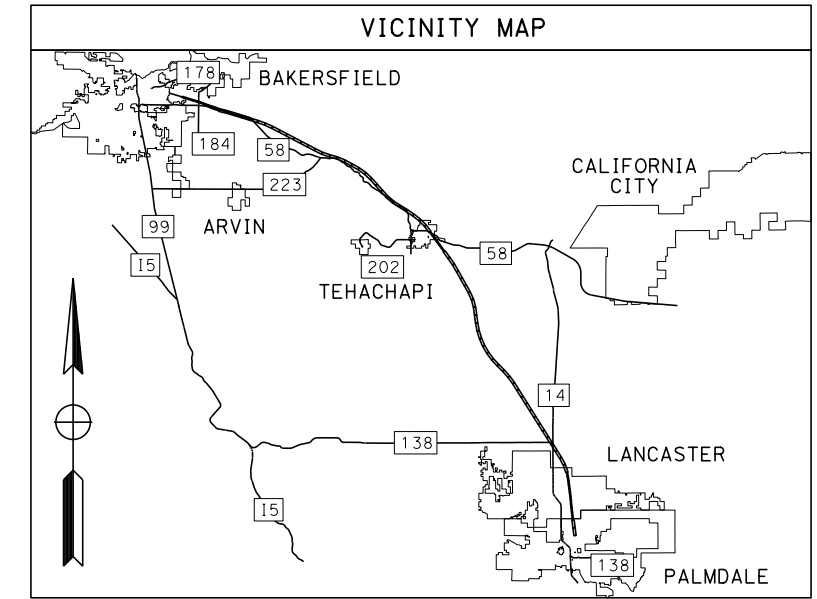 VICINITY MAP
178
BAKERSFIELD
184
58
CALIFORNIA
CITY
223
99
ARVIN
I5
58
202
TEHACHAPI
14
138
LANCASTER
I5
138
PALMDALE